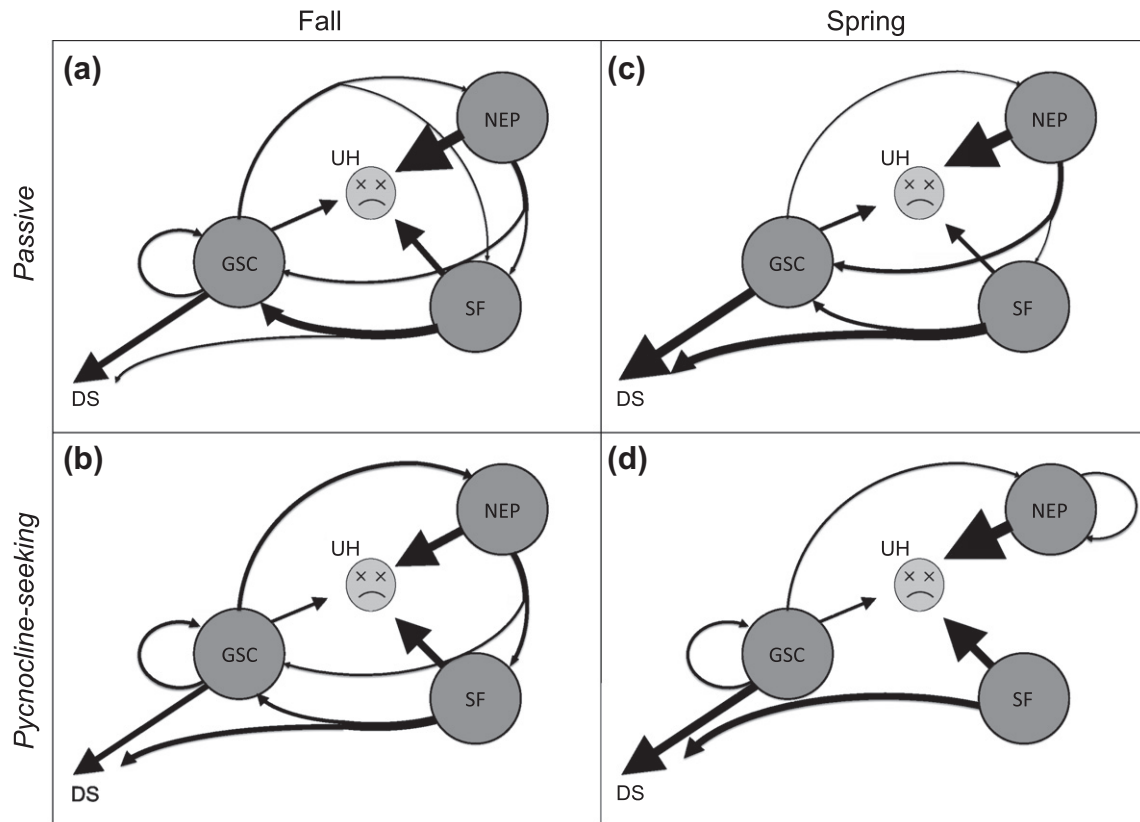 Fall
Spring
Passive
Pycnocline-seeking
(a)
NEP
UH
GSC
SF
DS
(c)
NEP
UH
GSC
SF
DS
(b)
NEP
UH
GSC
SF
DS
(d)
NEP
UH
GSC
SF
DS